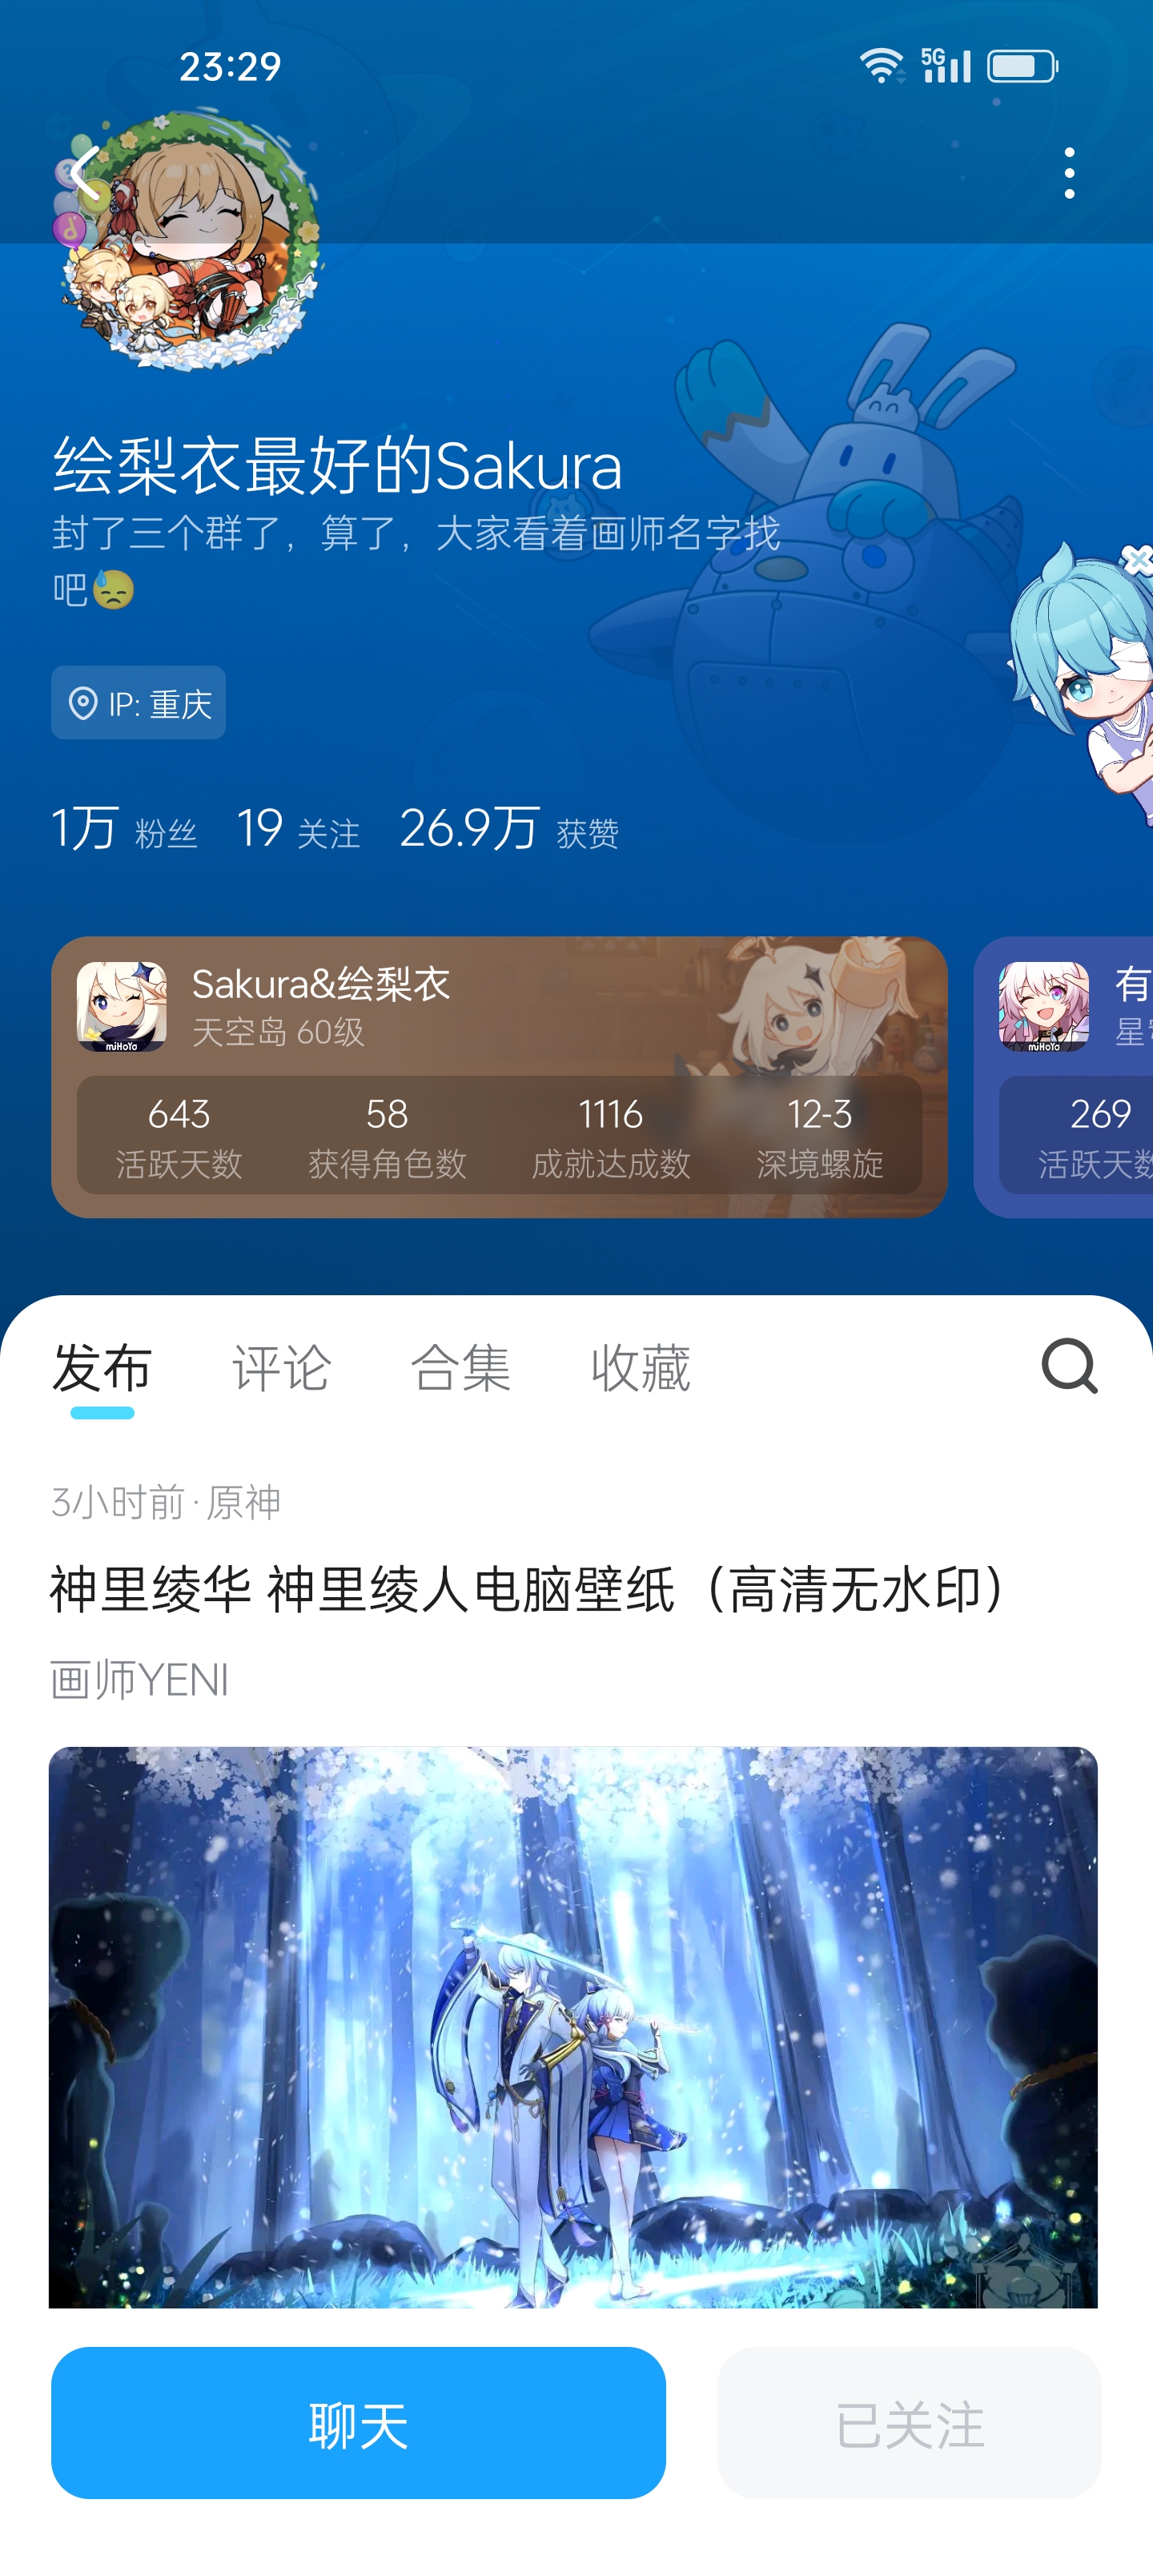 23:29
5G
绘梨衣最好的Sakura
封了三个群了，算了，大家看着画师名字找
吧😓
IP: 重庆
1万 粉丝 19 关注 26.9万 获赞
Sakura&绘梨衣
天空岛 60级
miHoYo
643 58 1116 12-3
活跃天数 获得角色数 成就达成数 深境螺旋
有
星
miHoYo
269
活跃天数
发布 评论 合集 收藏
3小时前·原神
神里绫华 神里绫人电脑壁纸（高清无水印）
画师YENI
聊天 已关注